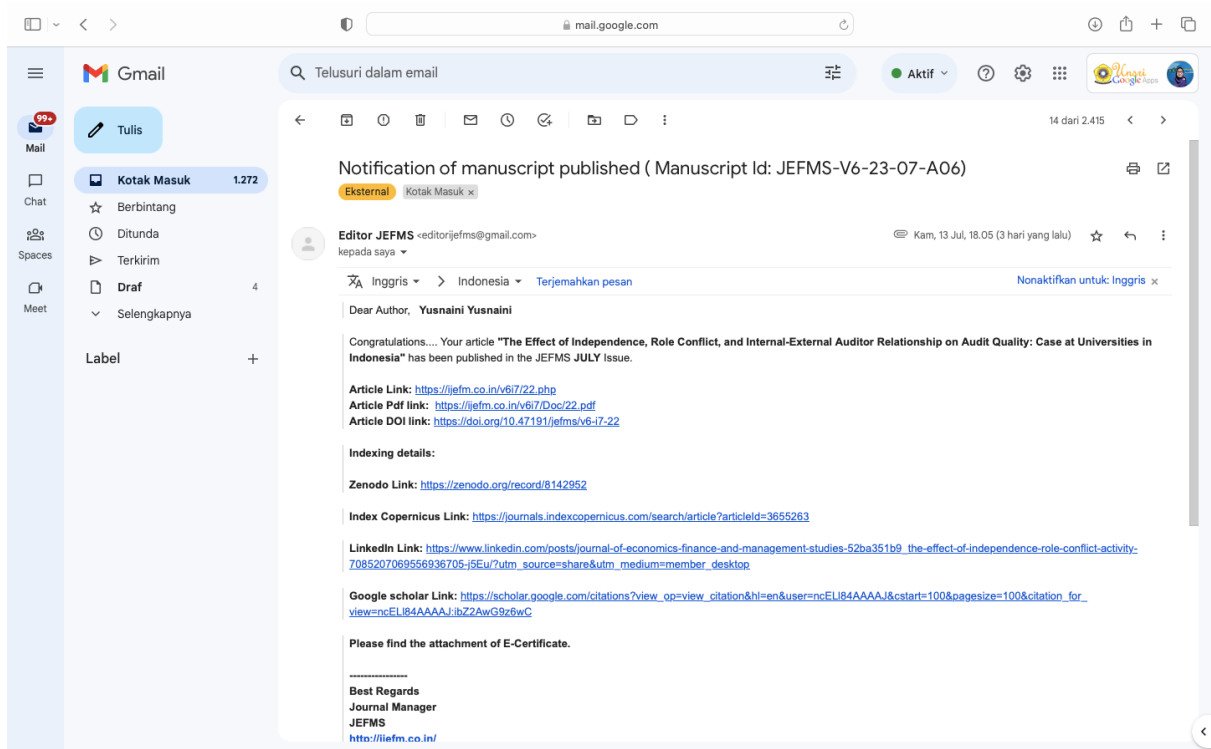 mail.google.com
Gmail
Telusuri dalam email
Aktif
Unsri
Google Apps
99+
Mail
Chat
Spaces
Meet
Tulis
Kotak Masuk 1.272
Berbintang
Ditunda
Terkirim
Draf 4
Selengkapnya
Label
14 dari 2.415
Notification of manuscript published ( Manuscript Id: JEFMS-V6-23-07-A06)
Eksternal Kotak Masuk ×
Editor JEFMS <editorijefms@gmail.com>
Kam, 13 Jul, 18.05 (3 hari yang lalu)
kepada saya
Inggris > Indonesia Terjemahkan pesan
Nonaktifkan untuk: Inggris ×
Dear Author, Yusnaini Yusnaini
Congratulations.... Your article "The Effect of Independence, Role Conflict, and Internal-External Auditor Relationship on Audit Quality: Case at Universities in
Indonesia" has been published in the JEFMS JULY Issue.
Article Link: https://ijefm.co.in/v6i7/22.php
Article Pdf link: https://ijefm.co.in/v6i7/Doc/22.pdf
Article DOI link: https://doi.org/10.47191/jefms/v6-i7-22
Indexing details:
Zenodo Link: https://zenodo.org/record/8142952
Index Copernicus Link: https://journals.indexcopernicus.com/search/article?articleId=3655263
LinkedIn Link: https://www.linkedin.com/posts/journal-of-economics-finance-and-management-studies-52ba351b9_the-effect-of-independence-role-conflict-activity-
7085207069556936705-j5Eu/?utm_source=share&utm_medium=member_desktop
Google scholar Link: https://scholar.google.com/citations?view_op=view_citation&hl=en&user=ncELl84AAAAJ&cstart=100&pagesize=100&citation_for_
view=ncELl84AAAAJ:ibZ2AwG9z6wC
Please find the attachment of E-Certificate.
----------------
Best Regards
Journal Manager
JEFMS
http://ijefm.co.in/